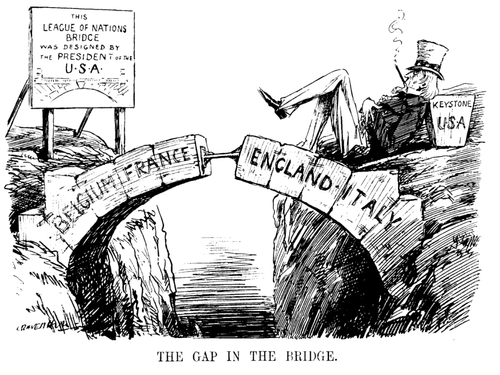 THIS
LEAGUE OF NATIONS
BRIDGE
WAS DESIGNED BY
THE PRESIDENT OF THE
U.S.A.
KEYSTONE
USA
BELGIUM FRANCE
ENGLAND ITALY
THE GAP IN THE BRIDGE.